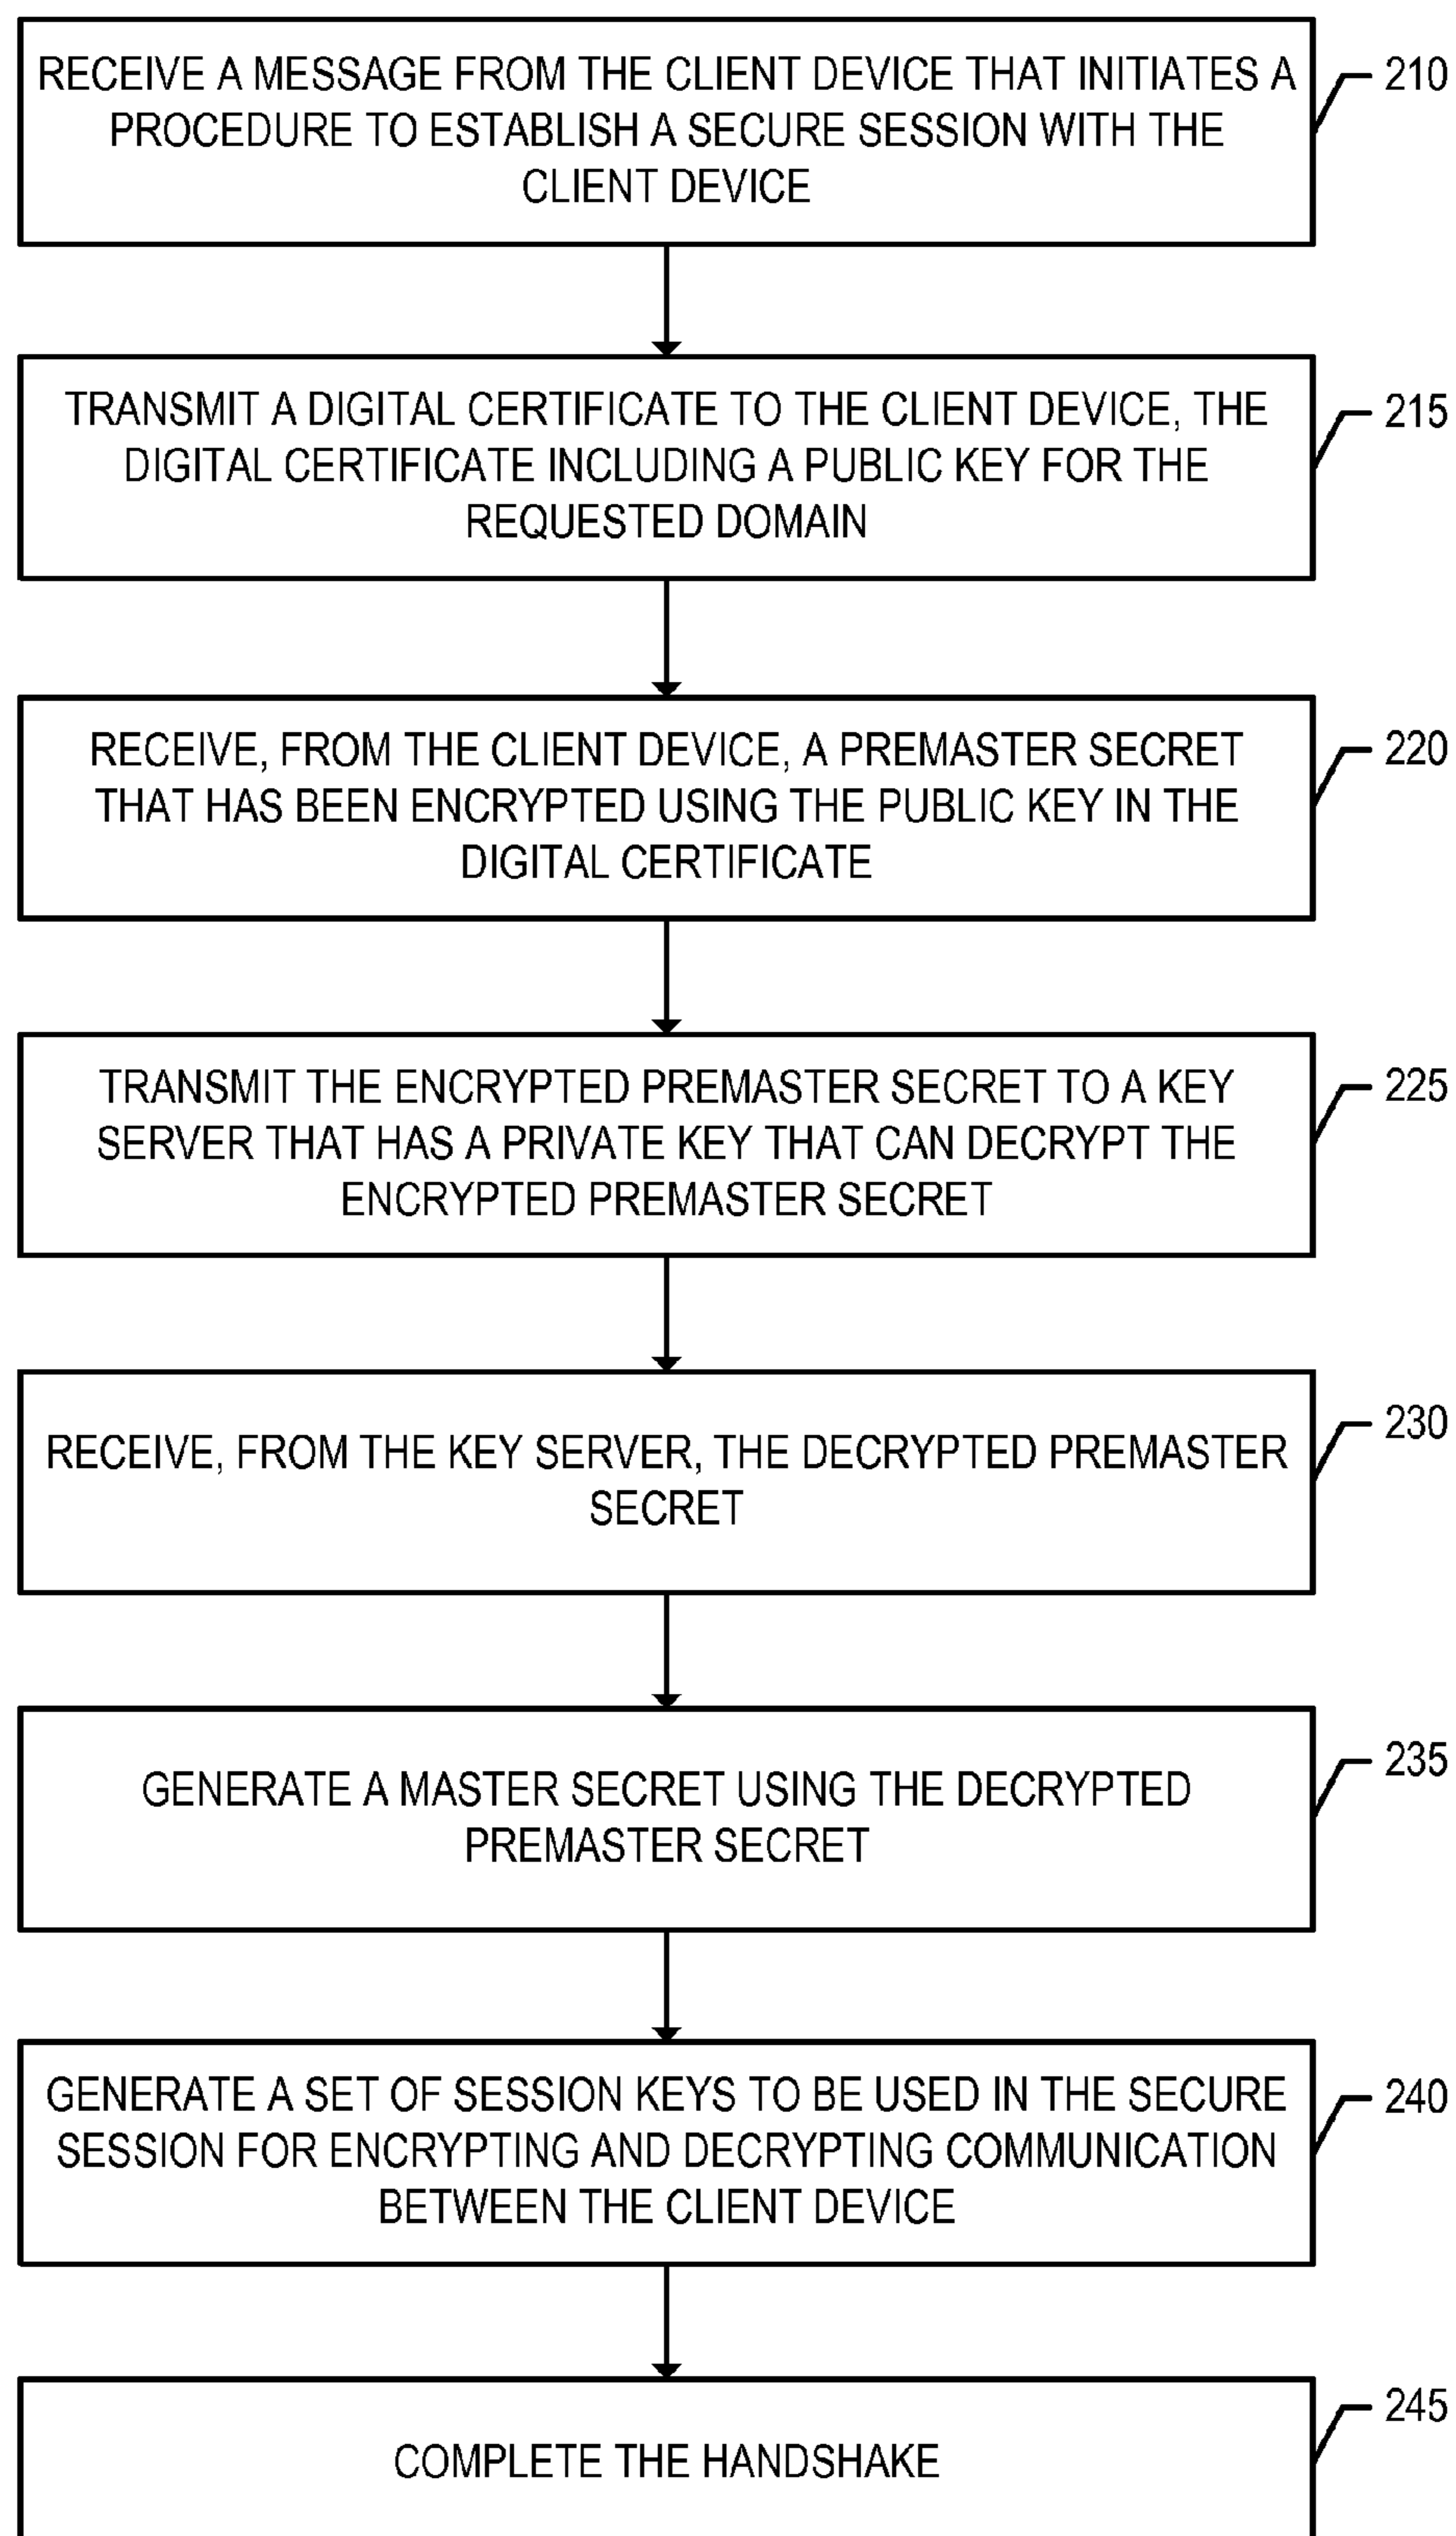 RECEIVE A MESSAGE FROM THE CLIENT DEVICE THAT INITIATES A
PROCEDURE TO ESTABLISH A SECURE SESSION WITH THE
CLIENT DEVICE
210
TRANSMIT A DIGITAL CERTIFICATE TO THE CLIENT DEVICE, THE
DIGITAL CERTIFICATE INCLUDING A PUBLIC KEY FOR THE
REQUESTED DOMAIN
215
RECEIVE, FROM THE CLIENT DEVICE, A PREMASTER SECRET
THAT HAS BEEN ENCRYPTED USING THE PUBLIC KEY IN THE
DIGITAL CERTIFICATE
220
TRANSMIT THE ENCRYPTED PREMASTER SECRET TO A KEY
SERVER THAT HAS A PRIVATE KEY THAT CAN DECRYPT THE
ENCRYPTED PREMASTER SECRET
225
RECEIVE, FROM THE KEY SERVER, THE DECRYPTED PREMASTER
SECRET
230
GENERATE A MASTER SECRET USING THE DECRYPTED
PREMASTER SECRET
235
GENERATE A SET OF SESSION KEYS TO BE USED IN THE SECURE
SESSION FOR ENCRYPTING AND DECRYPTING COMMUNICATION
BETWEEN THE CLIENT DEVICE
240
COMPLETE THE HANDSHAKE
245